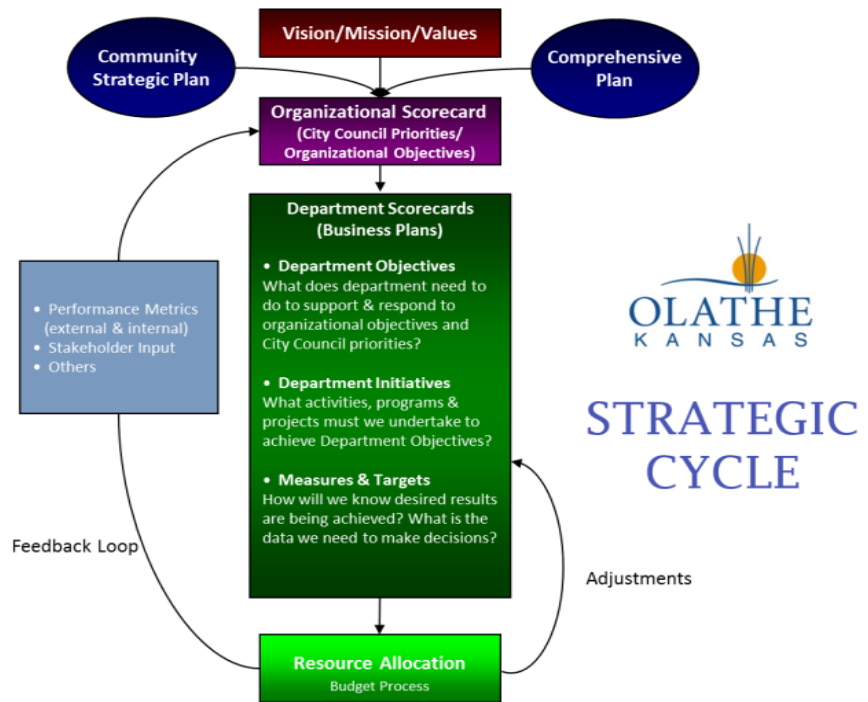 Vision/Mission/Values
Community
Strategic Plan
Comprehensive
Plan
Organizational Scorecard
(City Council Priorities/
Organizational Objectives)
Department Scorecards
(Business Plans)
• Department Objectives
What does department need to
do to support & respond to
organizational objectives and
City Council priorities?
• Department Initiatives
What activities, programs &
projects must we undertake to
achieve Department Objectives?
• Measures & Targets
How will we know desired results
are being achieved? What is the
data we need to make decisions?
• Performance Metrics
(external & internal)
• Stakeholder Input
• Others
Feedback Loop
Adjustments
Resource Allocation
Budget Process
OLATHE
KANSAS
STRATEGIC
CYCLE